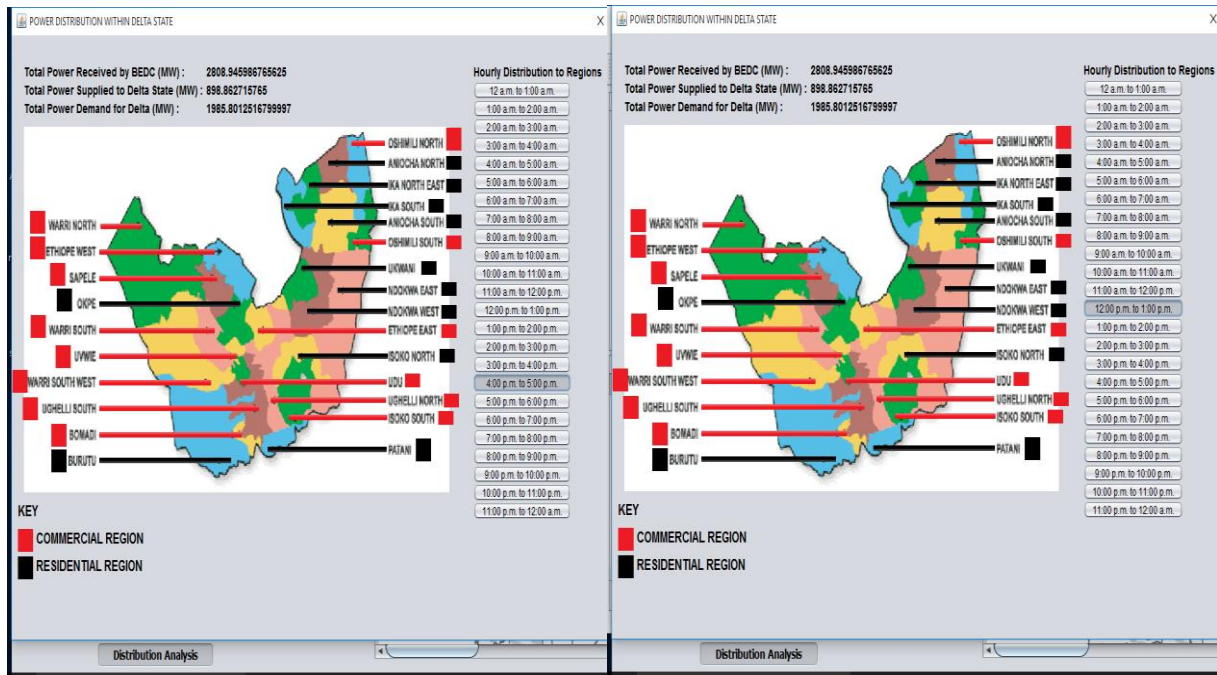 POWER DISTRIBUTION WITHIN DELTA STATE X
Total Power Received by BEDC (MW) : 2808.945986765625
Total Power Supplied to Delta State (MW) : 898.862715765
Total Power Demand for Delta (MW) : 1985.8012516799997
Hourly Distribution to Regions
12 a.m. to 1:00 a.m.
1:00 a.m. to 2:00 a.m.
2:00 a.m. to 3:00 a.m.
3:00 a.m. to 4:00 a.m.
4:00 a.m. to 5:00 a.m.
5:00 a.m. to 6:00 a.m.
6:00 a.m. to 7:00 a.m.
7:00 a.m. to 8:00 a.m.
8:00 a.m. to 9:00 a.m.
9:00 a.m. to 10:00 a.m.
10:00 a.m. to 11:00 a.m.
11:00 a.m. to 12:00 p.m.
12:00 p.m. to 1:00 p.m.
1:00 p.m. to 2:00 p.m.
2:00 p.m. to 3:00 p.m.
3:00 p.m. to 4:00 p.m.
4:00 p.m. to 5:00 p.m.
5:00 p.m. to 6:00 p.m.
6:00 p.m. to 7:00 p.m.
7:00 p.m. to 8:00 p.m.
8:00 p.m. to 9:00 p.m.
9:00 p.m. to 10:00 p.m.
10:00 p.m. to 11:00 p.m.
11:00 p.m. to 12:00 a.m.
WARRI NORTH
ETHIOPE WEST
SAPELE
OKPE
WARRI SOUTH
UVWIE
WARRI SOUTH WEST
UGHELLI SOUTH
BOMADI
BURUTU
OSHIMILI NORTH
ANIOCHA NORTH
IKA NORTH EAST
IKA SOUTH
ANIOCHA SOUTH
OSHIMILI SOUTH
UKWANI
NDOKWA EAST
NDOKWA WEST
ETHIOPE EAST
ISOKO NORTH
UDU
UGHELLI NORTH
ISOKO SOUTH
PATANI
KEY
COMMERCIAL REGION
RESIDENTIAL REGION
Distribution Analysis
POWER DISTRIBUTION WITHIN DELTA STATE X
Total Power Received by BEDC (MW) : 2808.945986765625
Total Power Supplied to Delta State (MW) : 898.862715765
Total Power Demand for Delta (MW) : 1985.8012516799997
Hourly Distribution to Regions
12 a.m. to 1:00 a.m.
1:00 a.m. to 2:00 a.m.
2:00 a.m. to 3:00 a.m.
3:00 a.m. to 4:00 a.m.
4:00 a.m. to 5:00 a.m.
5:00 a.m. to 6:00 a.m.
6:00 a.m. to 7:00 a.m.
7:00 a.m. to 8:00 a.m.
8:00 a.m. to 9:00 a.m.
9:00 a.m. to 10:00 a.m.
10:00 a.m. to 11:00 a.m.
11:00 a.m. to 12:00 p.m.
12:00 p.m. to 1:00 p.m.
1:00 p.m. to 2:00 p.m.
2:00 p.m. to 3:00 p.m.
3:00 p.m. to 4:00 p.m.
4:00 p.m. to 5:00 p.m.
5:00 p.m. to 6:00 p.m.
6:00 p.m. to 7:00 p.m.
7:00 p.m. to 8:00 p.m.
8:00 p.m. to 9:00 p.m.
9:00 p.m. to 10:00 p.m.
10:00 p.m. to 11:00 p.m.
11:00 p.m. to 12:00 a.m.
WARRI NORTH
ETHIOPE WEST
SAPELE
OKPE
WARRI SOUTH
UVWIE
WARRI SOUTH WEST
UGHELLI SOUTH
BOMADI
BURUTU
OSHIMILI NORTH
ANIOCHA NORTH
IKA NORTH EAST
IKA SOUTH
ANIOCHA SOUTH
OSHIMILI SOUTH
UKWANI
NDOKWA EAST
NDOKWA WEST
ETHIOPE EAST
ISOKO NORTH
UDU
UGHELLI NORTH
ISOKO SOUTH
PATANI
KEY
COMMERCIAL REGION
RESIDENTIAL REGION
Distribution Analysis